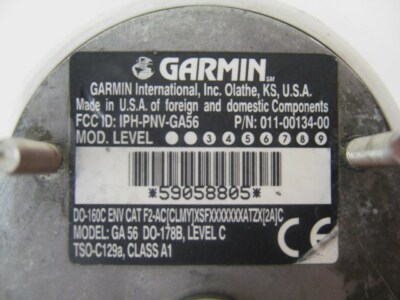 GARMIN SM
GARMIN International, Inc. Olathe, KS, U.S.A.
Made in U.S.A. of foreign and domestic Components
FCC ID: IPH-PNV-GA56 P/N: 011-00134-00
MOD. LEVEL 3 4 5 6 7 8 9
*59058805*
DO-160C ENV CAT F2-AC[CLMY]XSFXXXXXXXATZX[2A]C
MODEL: GA 56 DO-178B, LEVEL C
TSO-C129a, CLASS A1
CE